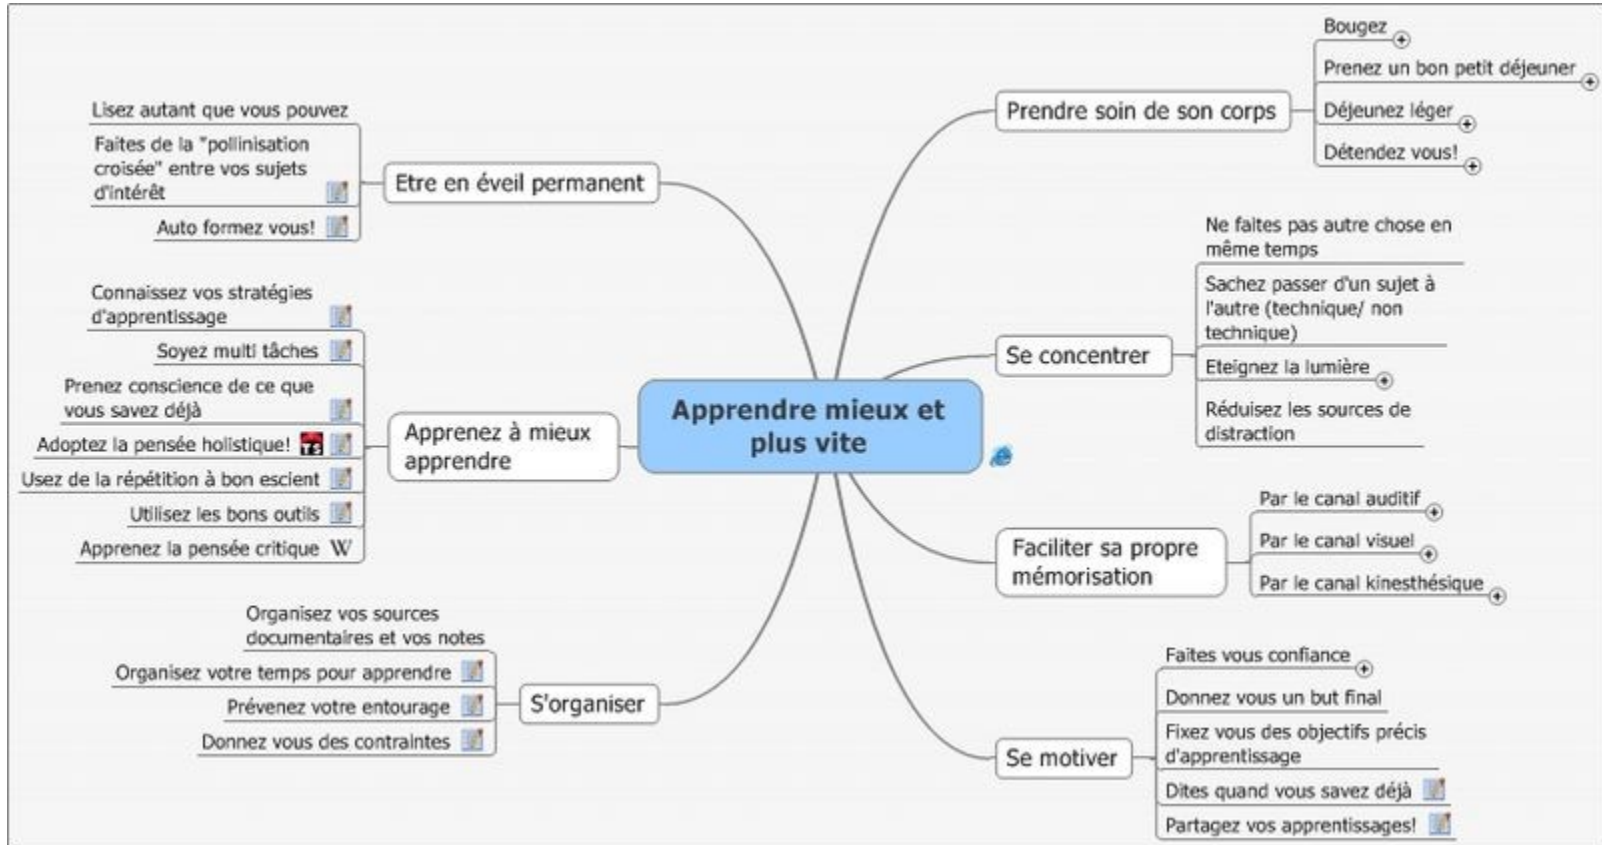 Apprendre mieux et
plus vite
Prendre soin de son corps
Bougez
Prenez un bon petit déjeuner
Déjeunez léger
Détendez vous!
Se concentrer
Ne faites pas autre chose en
même temps
Sachez passer d'un sujet à
l'autre (technique/ non
technique)
Eteignez la lumière
Réduisez les sources de
distraction
Faciliter sa propre
mémorisation
Par le canal auditif
Par le canal visuel
Par le canal kinesthésique
Se motiver
Faites vous confiance
Donnez vous un but final
Fixez vous des objectifs précis
d'apprentissage
Dites quand vous savez déjà
Partagez vos apprentissages!
Etre en éveil permanent
Lisez autant que vous pouvez
Faites de la "pollinisation
croisée" entre vos sujets
d'intérêt
Auto formez vous!
Apprenez à mieux
apprendre
Connaissez vos stratégies
d'apprentissage
Soyez multi tâches
Prenez conscience de ce que
vous savez déjà
Adoptez la pensée holistique! TS
Usez de la répétition à bon escient
Utilisez les bons outils
Apprenez la pensée critique W
S'organiser
Organisez vos sources
documentaires et vos notes
Organisez votre temps pour apprendre
Prévenez votre entourage
Donnez vous des contraintes